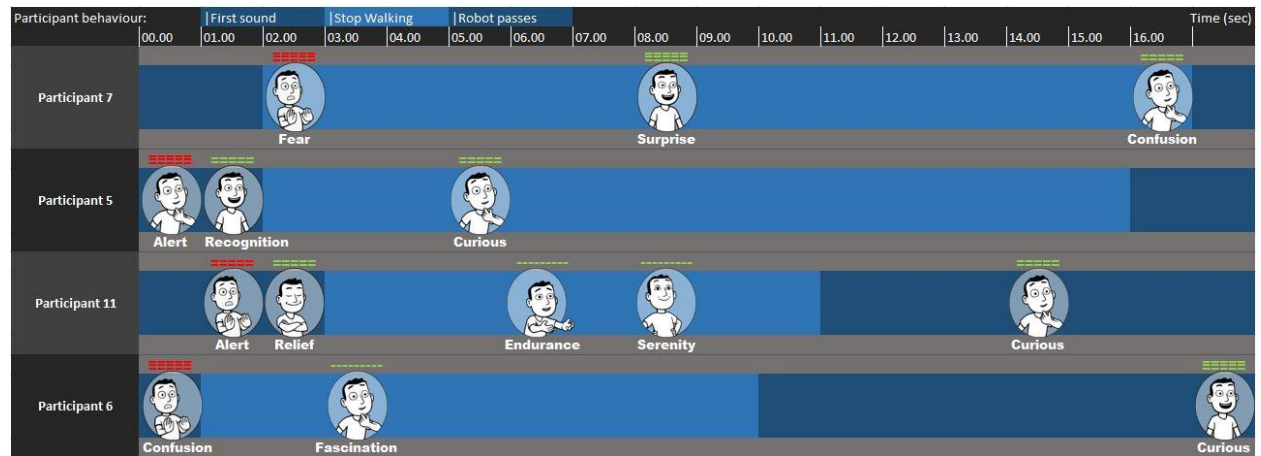 Participant behaviour: |First sound |Stop Walking |Robot passes Time (sec)
|00.00 |01.00 |02.00 |03.00 |04.00 |05.00 |06.00 |07.00 |08.00 |09.00 |10.00 |11.00 |12.00 |13.00 |14.00 |15.00 |16.00 |
=====  =====  =====
Participant 7
Fear Surprise Confusion
===== ===== =====
Participant 5
Alert Recognition Curious
===== ===== --------- --------- =====
Participant 11
Alert Relief Endurance Serenity Curious
===== --------- =====
Participant 6
Confusion Fascination Curious